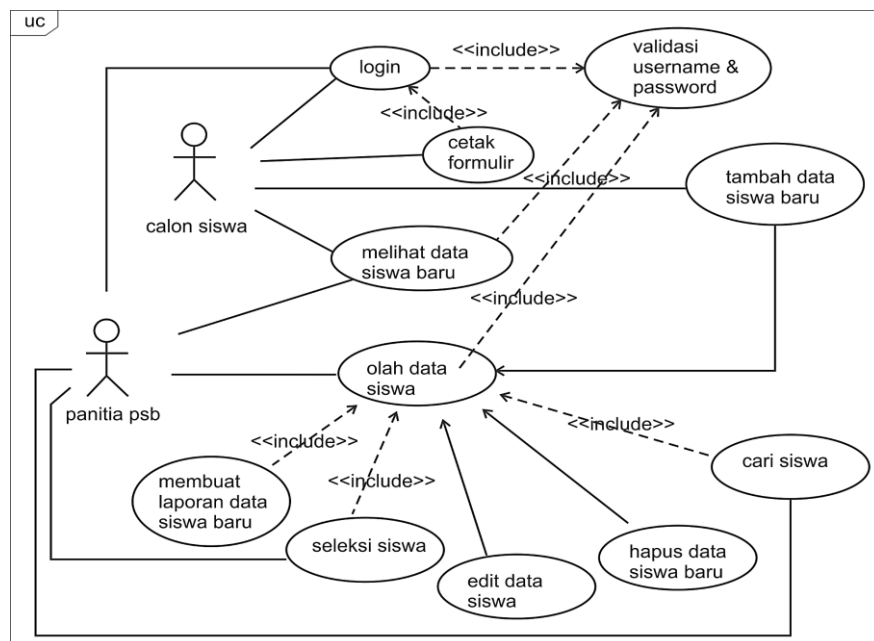 uc
<<include>>
validasi
username &
password
login
<<include>>
cetak
formulir
<<include>>
tambah data
siswa baru
calon siswa
melihat data
siswa baru
<<include>>
olah data
siswa
panitia psb
<<include>>
<<include>>
cari siswa
membuat
laporan data
siswa baru
<<include>>
seleksi siswa
hapus data
siswa baru
edit data
siswa